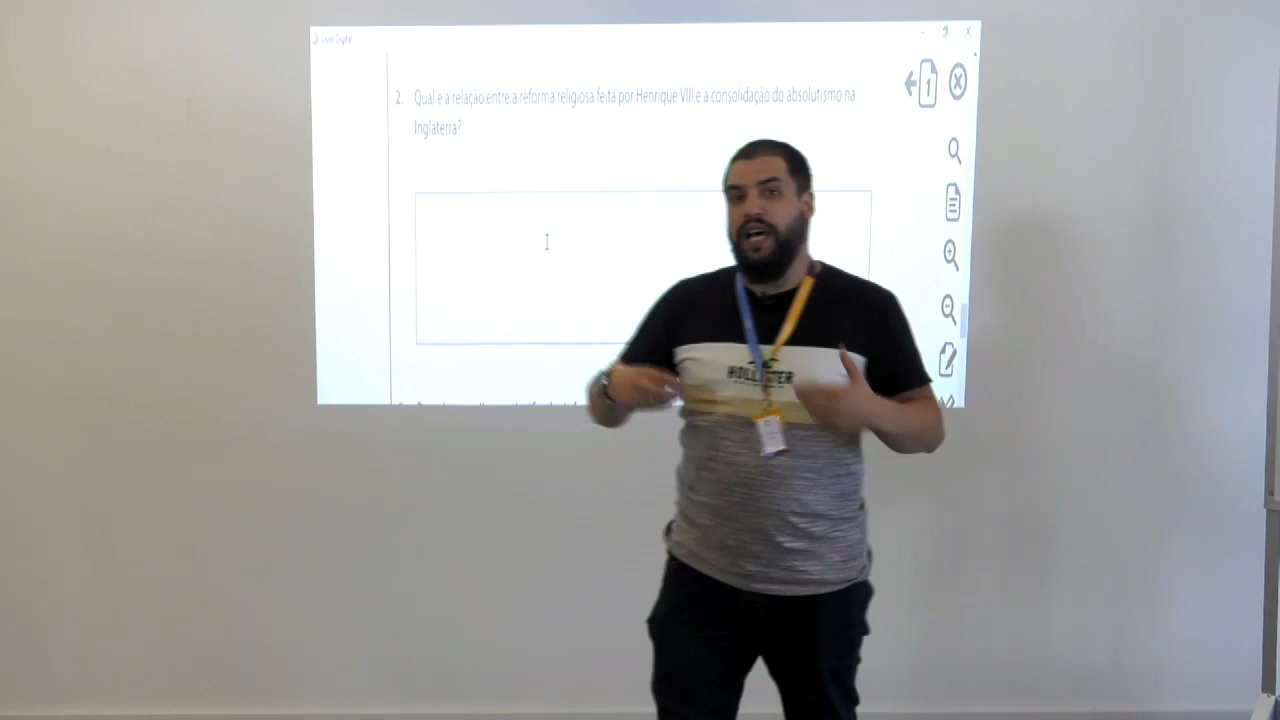 Livro Digital
2. Qual é a relação entre a reforma religiosa feita por Henrique VIII e a consolidação do absolutismo na
Inglaterra?
1
HOLLISTER